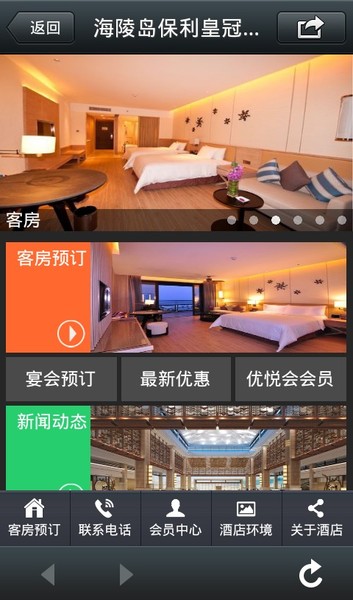 返回
海陵岛保利皇冠...
客房
客房预订
宴会预订
最新优惠
优悦会会员
新闻动态
客房预订
联系电话
会员中心
酒店环境
关于酒店